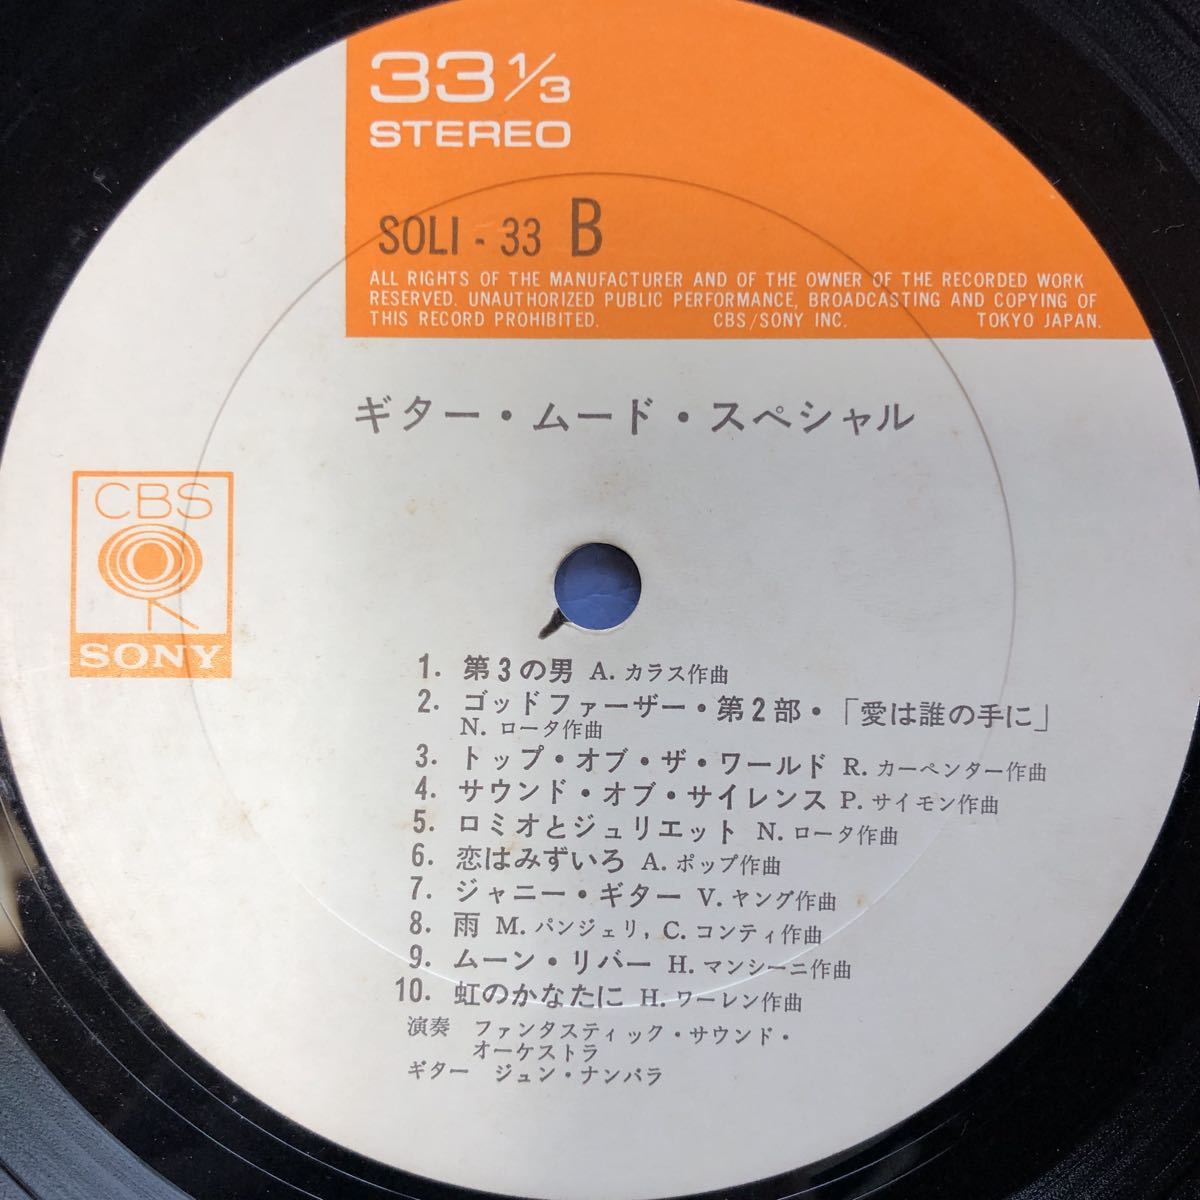 33 1/3
STEREO
SOLI - 33 B
ALL RIGHTS OF THE MANUFACTURER AND OF THE OWNER OF THE RECORDED WORK
RESERVED. UNAUTHORIZED PUBLIC PERFORMANCE, BROADCASTING AND COPYING OF
THIS RECORD PROHIBITED. CBS/SONY INC. TOKYO JAPAN.
ギター・ムード・スペシャル
CBS
SONY
1. 第3の男 A. カラス作曲
2. ゴッドファーザー・第2部・「愛は誰の手に」
N. ロータ作曲
3. トップ・オブ・ザ・ワールド R. カーペンター作曲
4. サウンド・オブ・サイレンス P. サイモン作曲
5. ロミオとジュリエット N. ロータ作曲
6. 恋はみずいろ A. ポップ作曲
7. ジャニー・ギター V. ヤング作曲
8. 雨 M. パンジェリ, C. コンティ作曲
9. ムーン・リバー H. マンシーニ作曲
10. 虹のかなたに H. ワーレン作曲
演奏 ファンタスティック・サウンド・
オーケストラ
ギター ジュン・ナンバラ